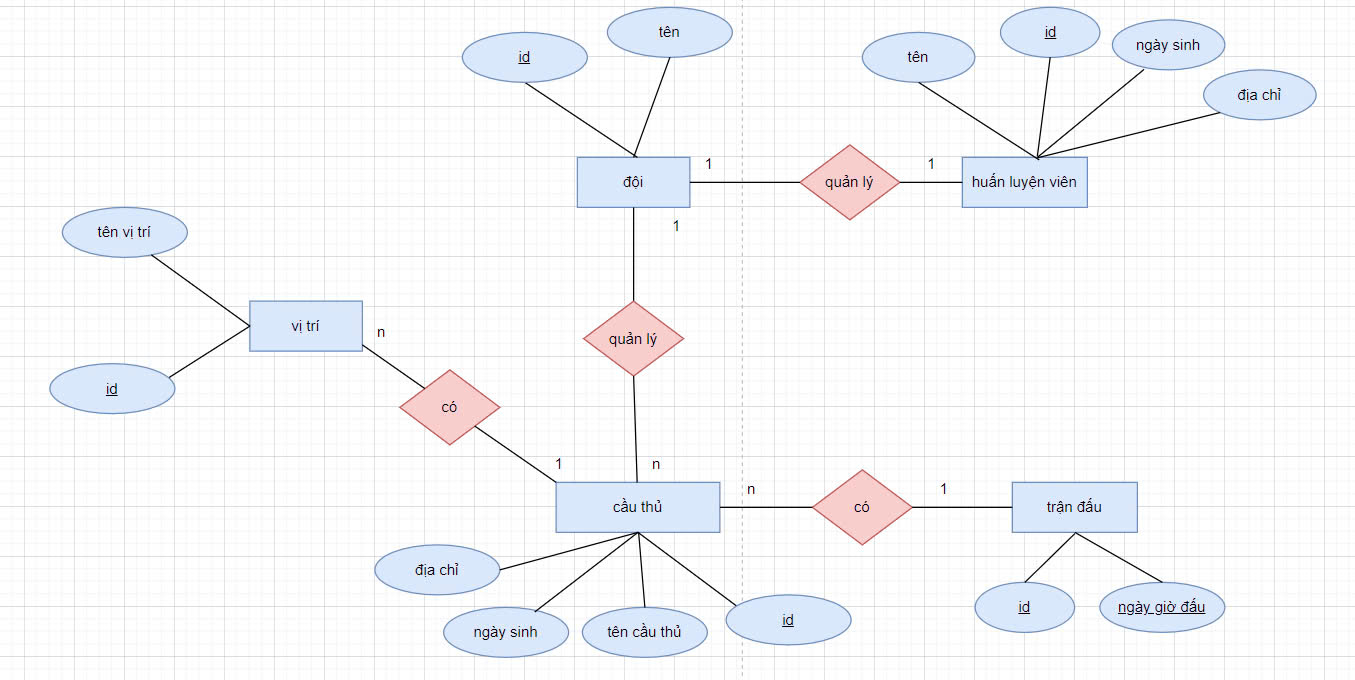 tên
id
id
tên
ngày sinh
địa chỉ
1
1
đội
quản lý
huấn luyện viên
1
tên vị trí
vị trí
n
quản lý
id
có
1
n
n
1
cầu thủ
có
trận đấu
địa chỉ
ngày sinh
tên cầu thủ
id
id
ngày giờ đấu